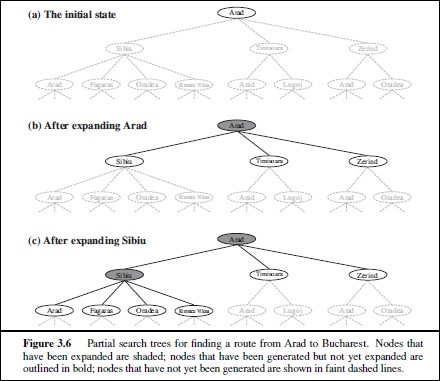 (a) The initial state
Arad
Sibiu Timisoara Zerind
Arad Fagaras Oradea Rimnicu Vilcea Arad Lugoj Arad Oradea
(b) After expanding Arad
Arad
Sibiu Timisoara Zerind
Arad Fagaras Oradea Rimnicu Vilcea Arad Lugoj Arad Oradea
(c) After expanding Sibiu
Arad
Sibiu Timisoara Zerind
Arad Fagaras Oradea Rimnicu Vilcea Arad Lugoj Arad Oradea
Figure 3.6 Partial search trees for finding a route from Arad to Bucharest. Nodes that
have been expanded are shaded; nodes that have been generated but not yet expanded are
outlined in bold; nodes that have not yet been generated are shown in faint dashed lines.